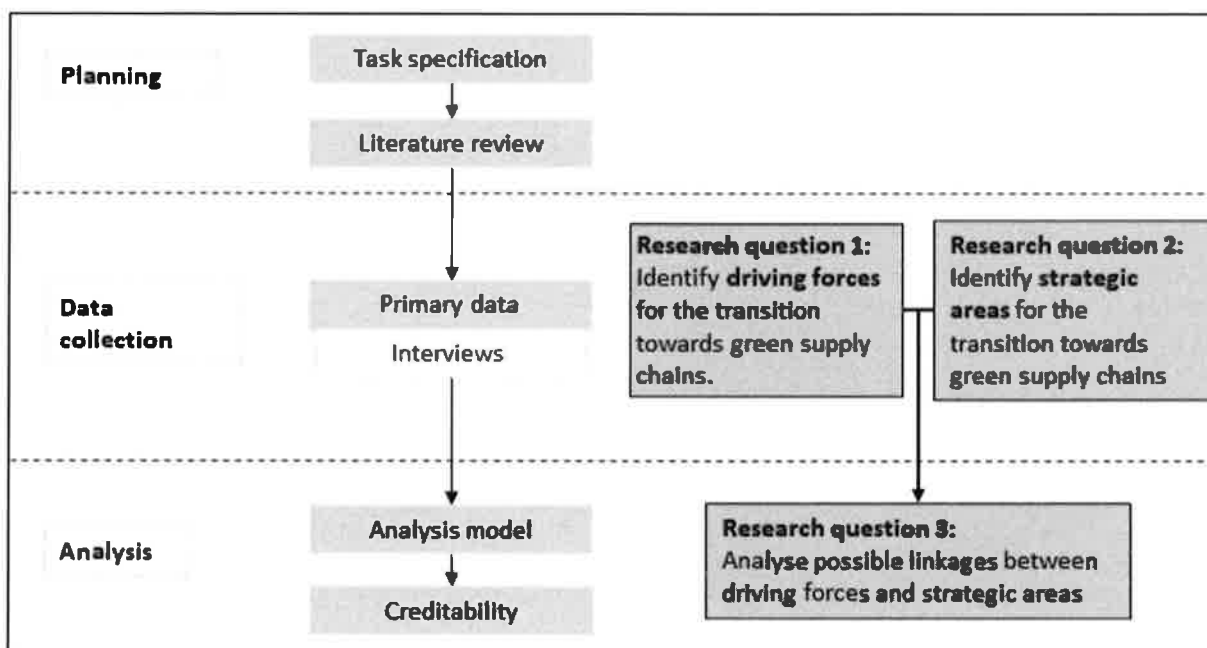 Planning
Task specification
Literature review
Data
collection
Primary data
Interviews
Research question 1:
Identify driving forces
for the transition
towards green supply
chains.
Research question 2:
Identify strategic
areas for the
transition towards
green supply chains
Analysis
Analysis model
Creditability
Research question 3:
Analyse possible linkages between
driving forces and strategic areas